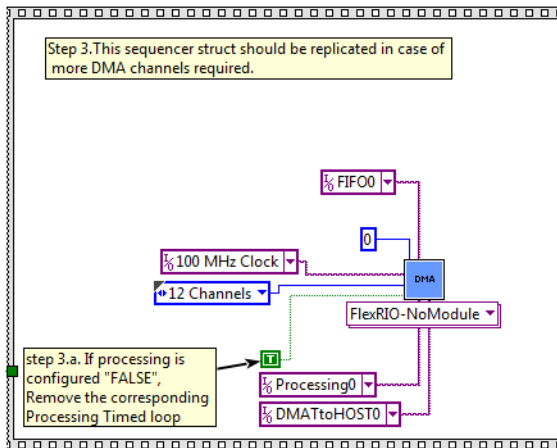 Step 3.This sequencer struct should be replicated in case of
more DMA channels required.
FIFO0
0
100 MHz Clock
DMA
12 Channels
FlexRIO-NoModule
step 3.a. If processing is
configured "FALSE",
Remove the corresponding
Processing Timed loop
T
Processing0
DMATtoHOST0